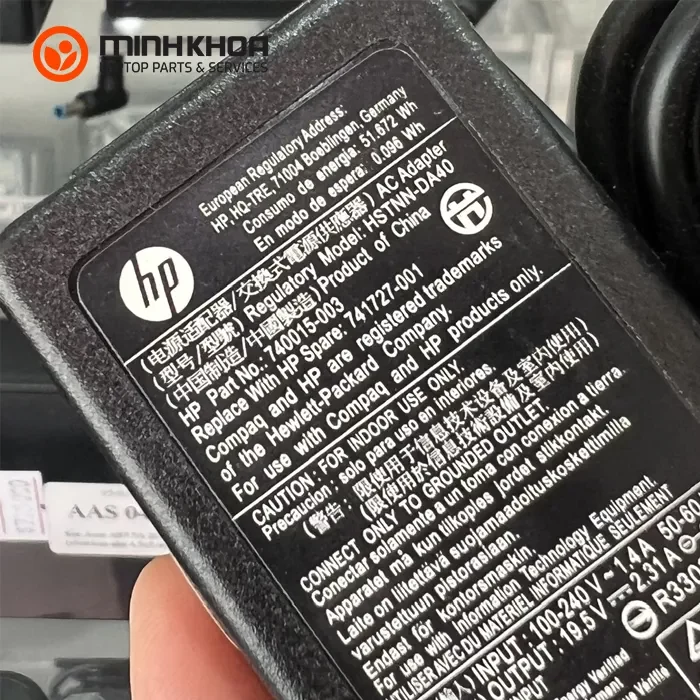 MINHKHOA
TOP PARTS & SERVICES
European Regulatory Address:
HP, HQ-TRE, 71004 Boeblingen, Germany
Consumo de energia: 51.672 Wh
En modo de espera: 0.096 Wh
hp
(电源适配器/交換式電源供應器) AC Adapter
(型号/型號) Regulatory Model: HSTNN-DA40
(中国制造/中國製造) Product of China
HP Part No.: 740015-003
Replace With HP Spare: 741727-001
Compaq and HP are registered trademarks
of the Hewlett-Packard Company.
For use with Compaq and HP products only.
CAUTION: FOR INDOOR USE ONLY.
Precaucion: solo para uso en interiores.
(警告: 限使用于信息技术设备及室内使用)
(限使用於信息技術設備及室內使用)
CONNECT ONLY TO GROUNDED OUTLET.
Conectar solamente a un toma con conexion a tierra.
Apparatet må kun tilkoples jordet stikkontakt.
Laite on liitettävä suojamaadoituskoskettimilla
varustettuun pistorasiaan.
Endast för kontorsmaskin.
For use with Information Technology Equipment.
UTILISER AVEC DU MATERIEL INFORMATIQUE SEULEMENT
入) INPUT: 100-240V~1.4A 50-6
OUTPUT: 19.5V 2.31A
R330
AAS 0-